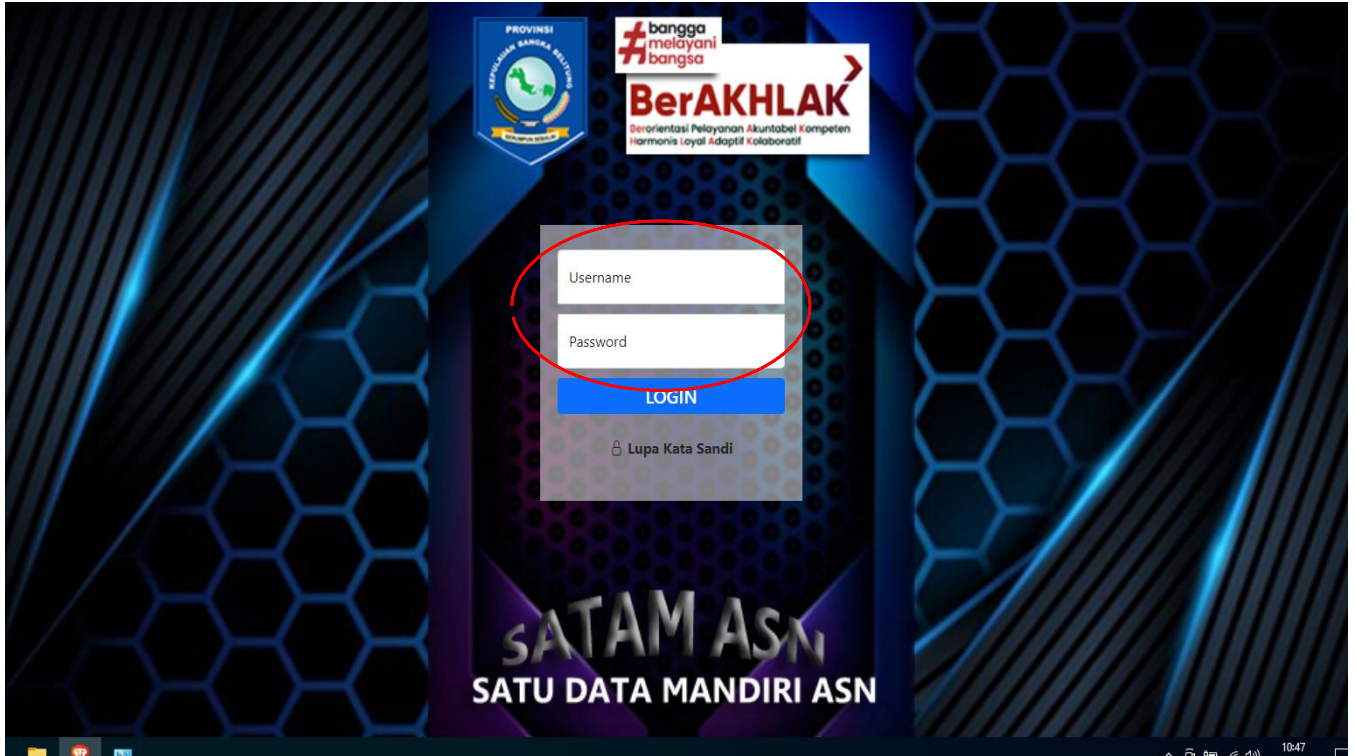 PROVINSI
KEPULAUAN BANGKA BELITUNG
SERUMPUN SEBALAI
#bangga
melayani
bangsa
BerAKHLAK
Berorientasi Pelayanan Akuntabel Kompeten
Harmonis Loyal Adaptif Kolaboratif
Username
Password
LOGIN
Lupa Kata Sandi
SATAM ASN
SATU DATA MANDIRI ASN
10:47